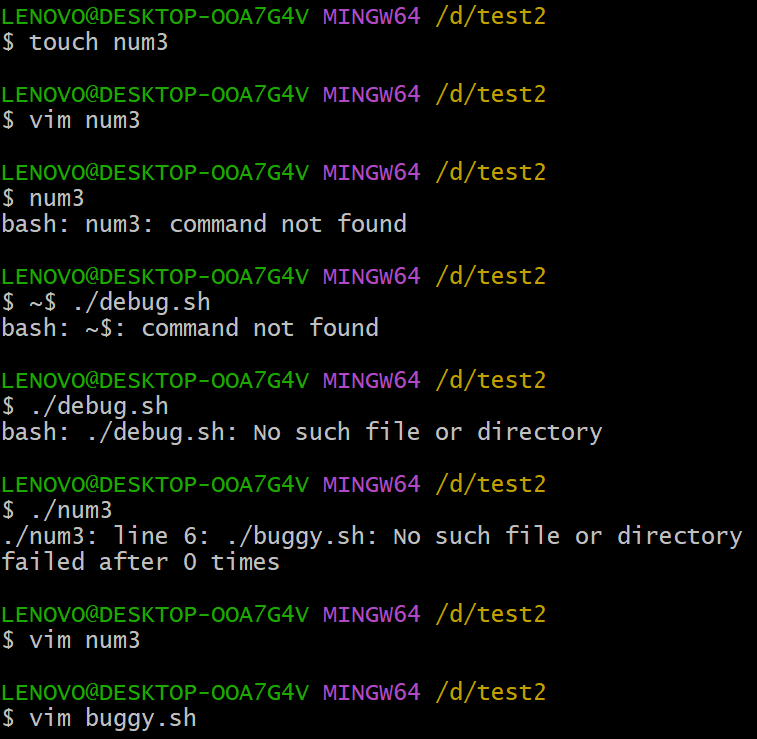 LENOVO@DESKTOP-OOA7G4V MINGW64 /d/test2
$ touch num3
LENOVO@DESKTOP-OOA7G4V MINGW64 /d/test2
$ vim num3
LENOVO@DESKTOP-OOA7G4V MINGW64 /d/test2
$ num3
bash: num3: command not found
LENOVO@DESKTOP-OOA7G4V MINGW64 /d/test2
$ ~$ ./debug.sh
bash: ~$: command not found
LENOVO@DESKTOP-OOA7G4V MINGW64 /d/test2
$ ./debug.sh
bash: ./debug.sh: No such file or directory
LENOVO@DESKTOP-OOA7G4V MINGW64 /d/test2
$ ./num3
./num3: line 6: ./buggy.sh: No such file or directory
failed after 0 times
LENOVO@DESKTOP-OOA7G4V MINGW64 /d/test2
$ vim num3
LENOVO@DESKTOP-OOA7G4V MINGW64 /d/test2
$ vim buggy.sh